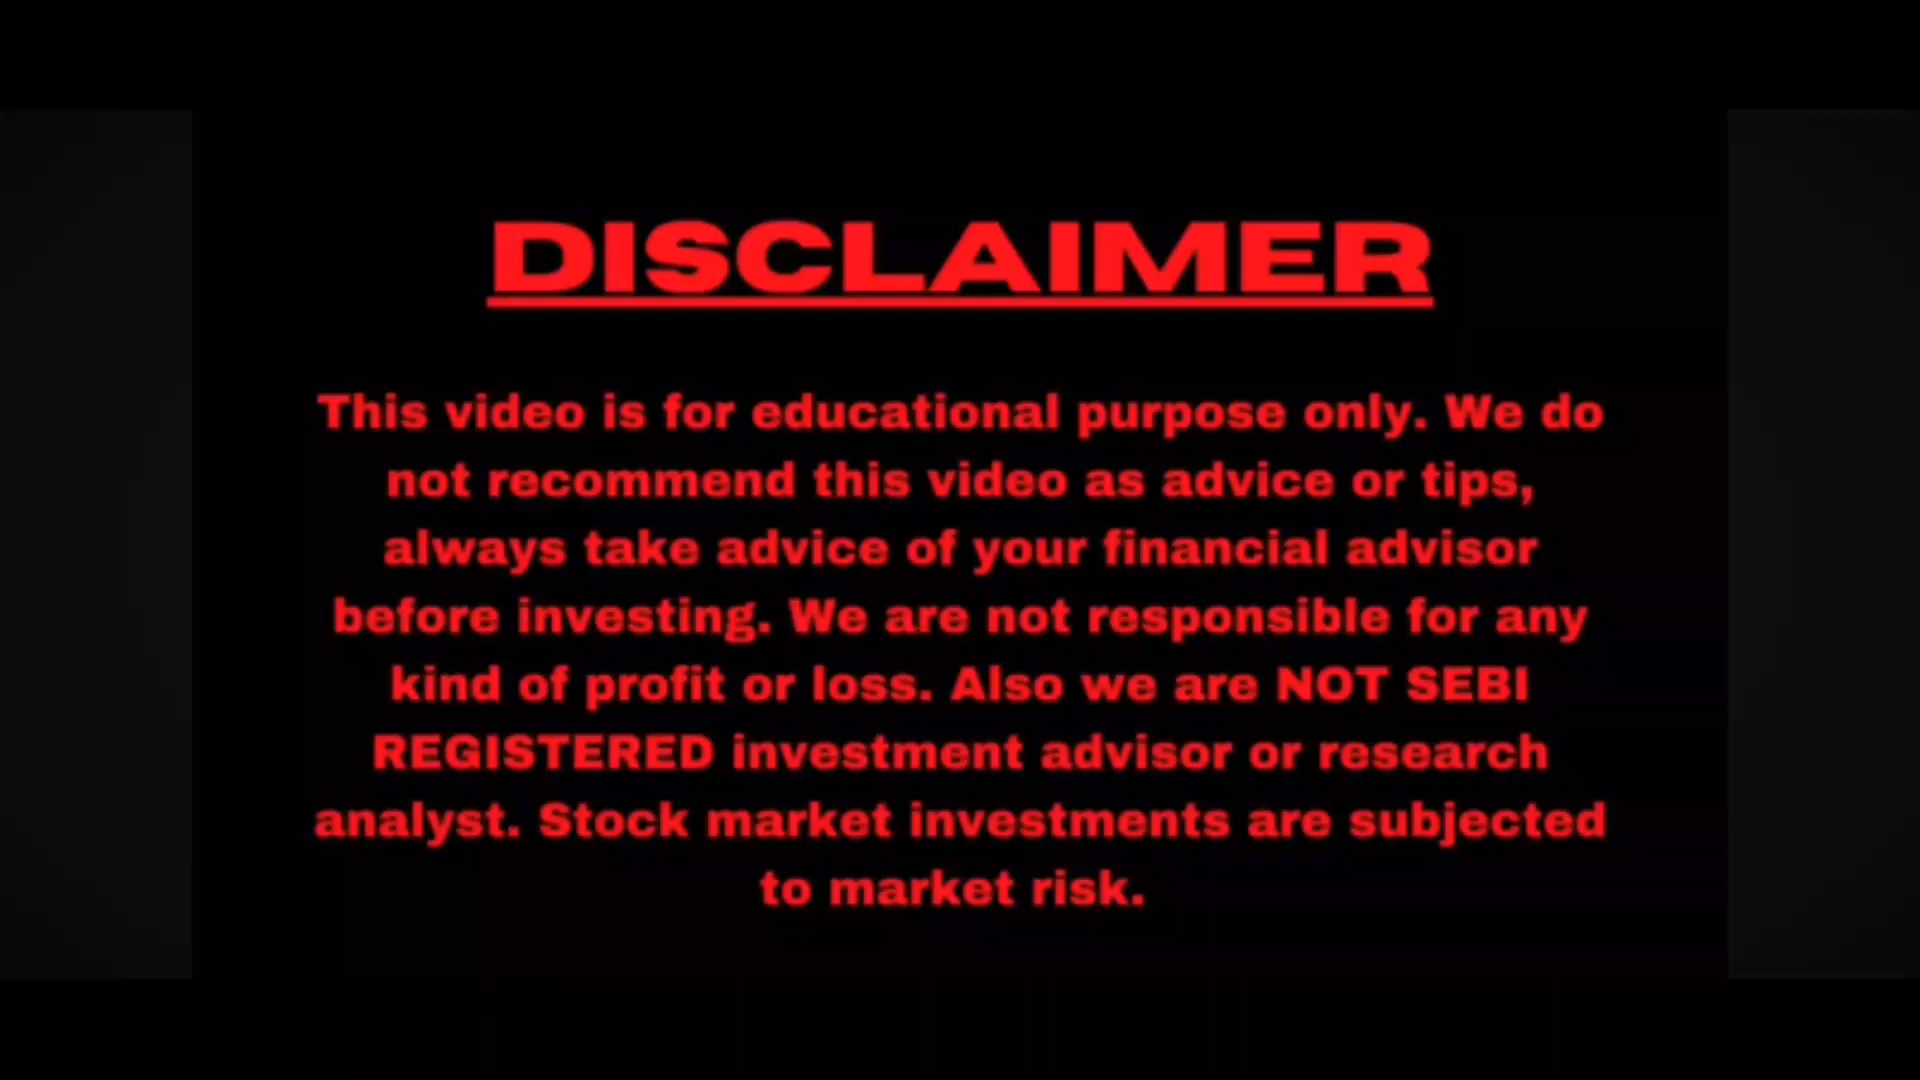 DISCLAIMER
This video is for educational purpose only. We do
not recommend this video as advice or tips,
always take advice of your financial advisor
before investing. We are not responsible for any
kind of profit or loss. Also we are NOT SEBI
REGISTERED investment advisor or research
analyst. Stock market investments are subjected
to market risk.